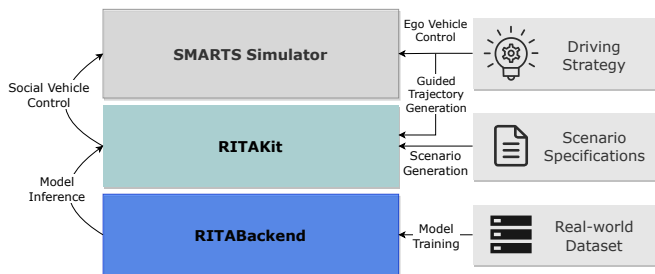 Ego Vehicle
Control
SMARTS Simulator
Driving
Strategy
Social Vehicle
Control
Guided
Trajectory
Generation
RITAKit
Scenario
Generation
Scenario
Specifications
Model
Inference
RITABackend
Model
Training
Real-world
Dataset